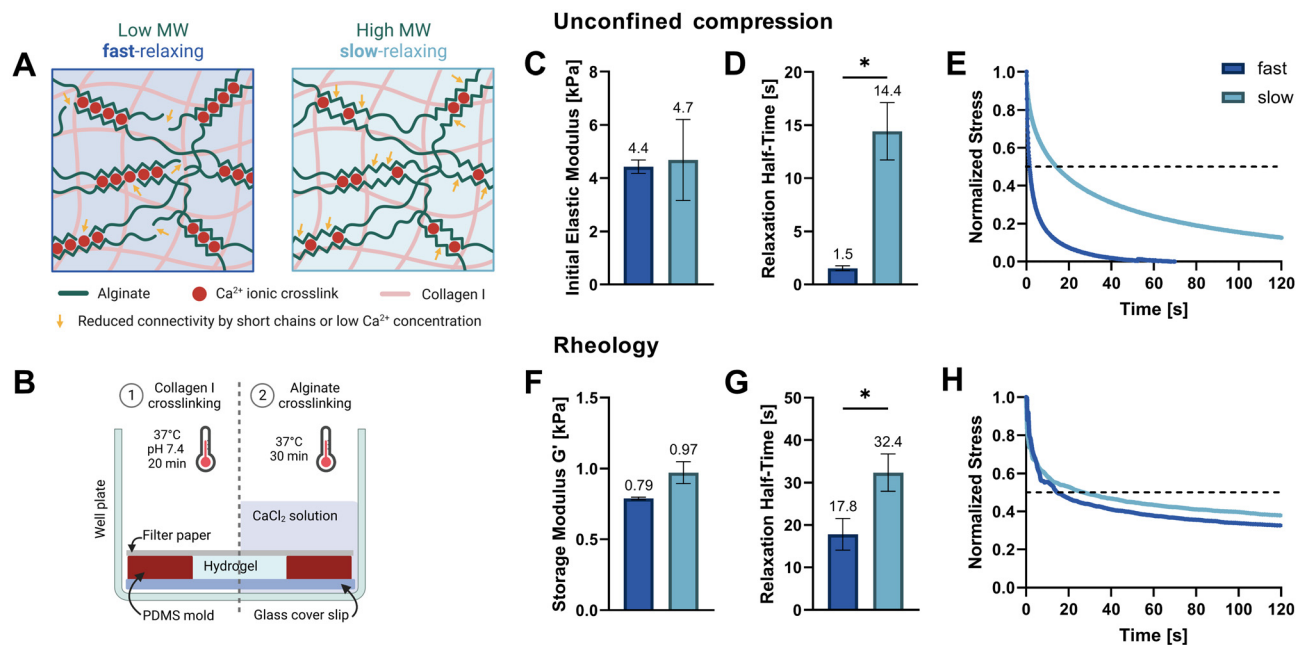 Unconfined compression
Low MW
fast-relaxing
High MW
slow-relaxing
A
Alginate
Ca²⁺ ionic crosslink
Collagen I
Reduced connectivity by short chains or low Ca²⁺ concentration
C
Initial Elastic Modulus [kPa]
8
6
4
2
0
4.4
4.7
D
Relaxation Half-Time [s]
20
15
10
5
0
*
1.5
14.4
E
Normalized Stress
1.0
0.8
0.6
0.4
0.2
0.0
0
20
40
60
80
100
120
Time [s]
fast
slow
Rheology
B
1
Collagen I
crosslinking
2
Alginate
crosslinking
37°C
pH 7.4
20 min
37°C
30 min
Well plate
CaCl₂ solution
Filter paper
Hydrogel
PDMS mold
Glass cover slip
F
Storage Modulus G' [kPa]
1.5
1.0
0.5
0.0
0.79
0.97
G
Relaxation Half-Time [s]
50
40
30
20
10
0
*
17.8
32.4
H
Normalized Stress
1.0
0.8
0.6
0.4
0.2
0.0
0
20
40
60
80
100
120
Time [s]